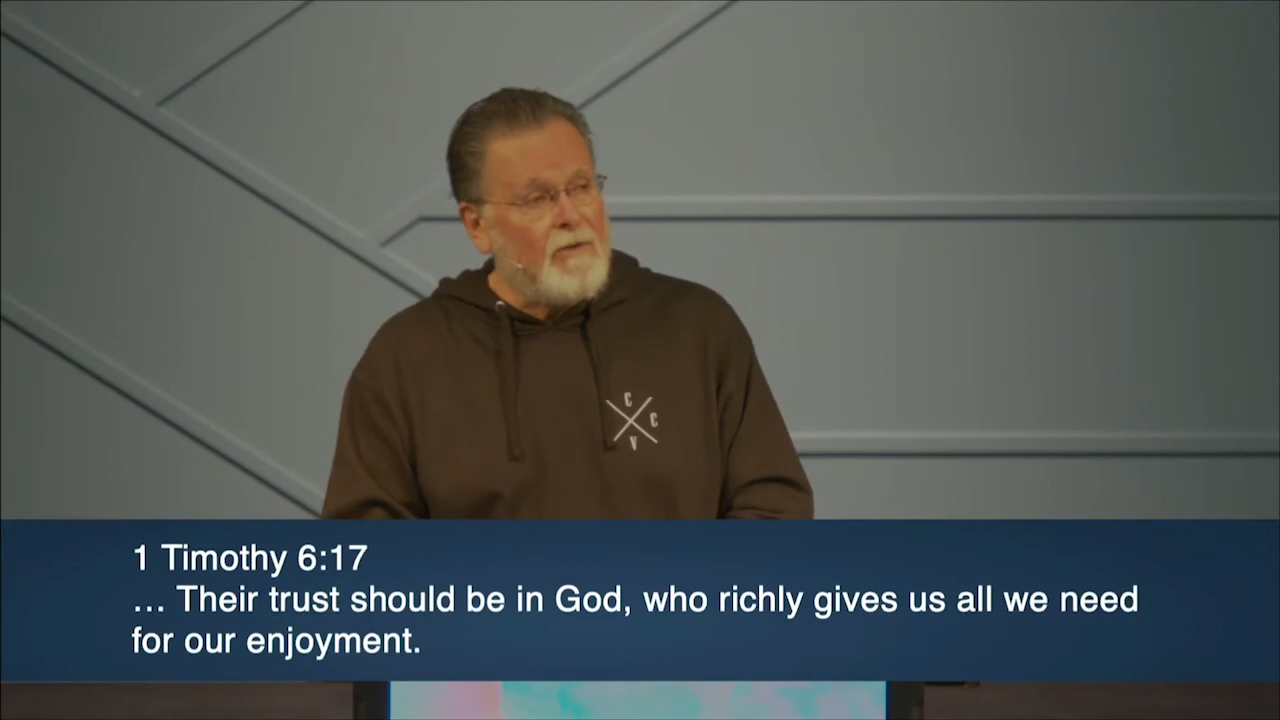 C
C
V
1 Timothy 6:17
... Their trust should be in God, who richly gives us all we need
for our enjoyment.